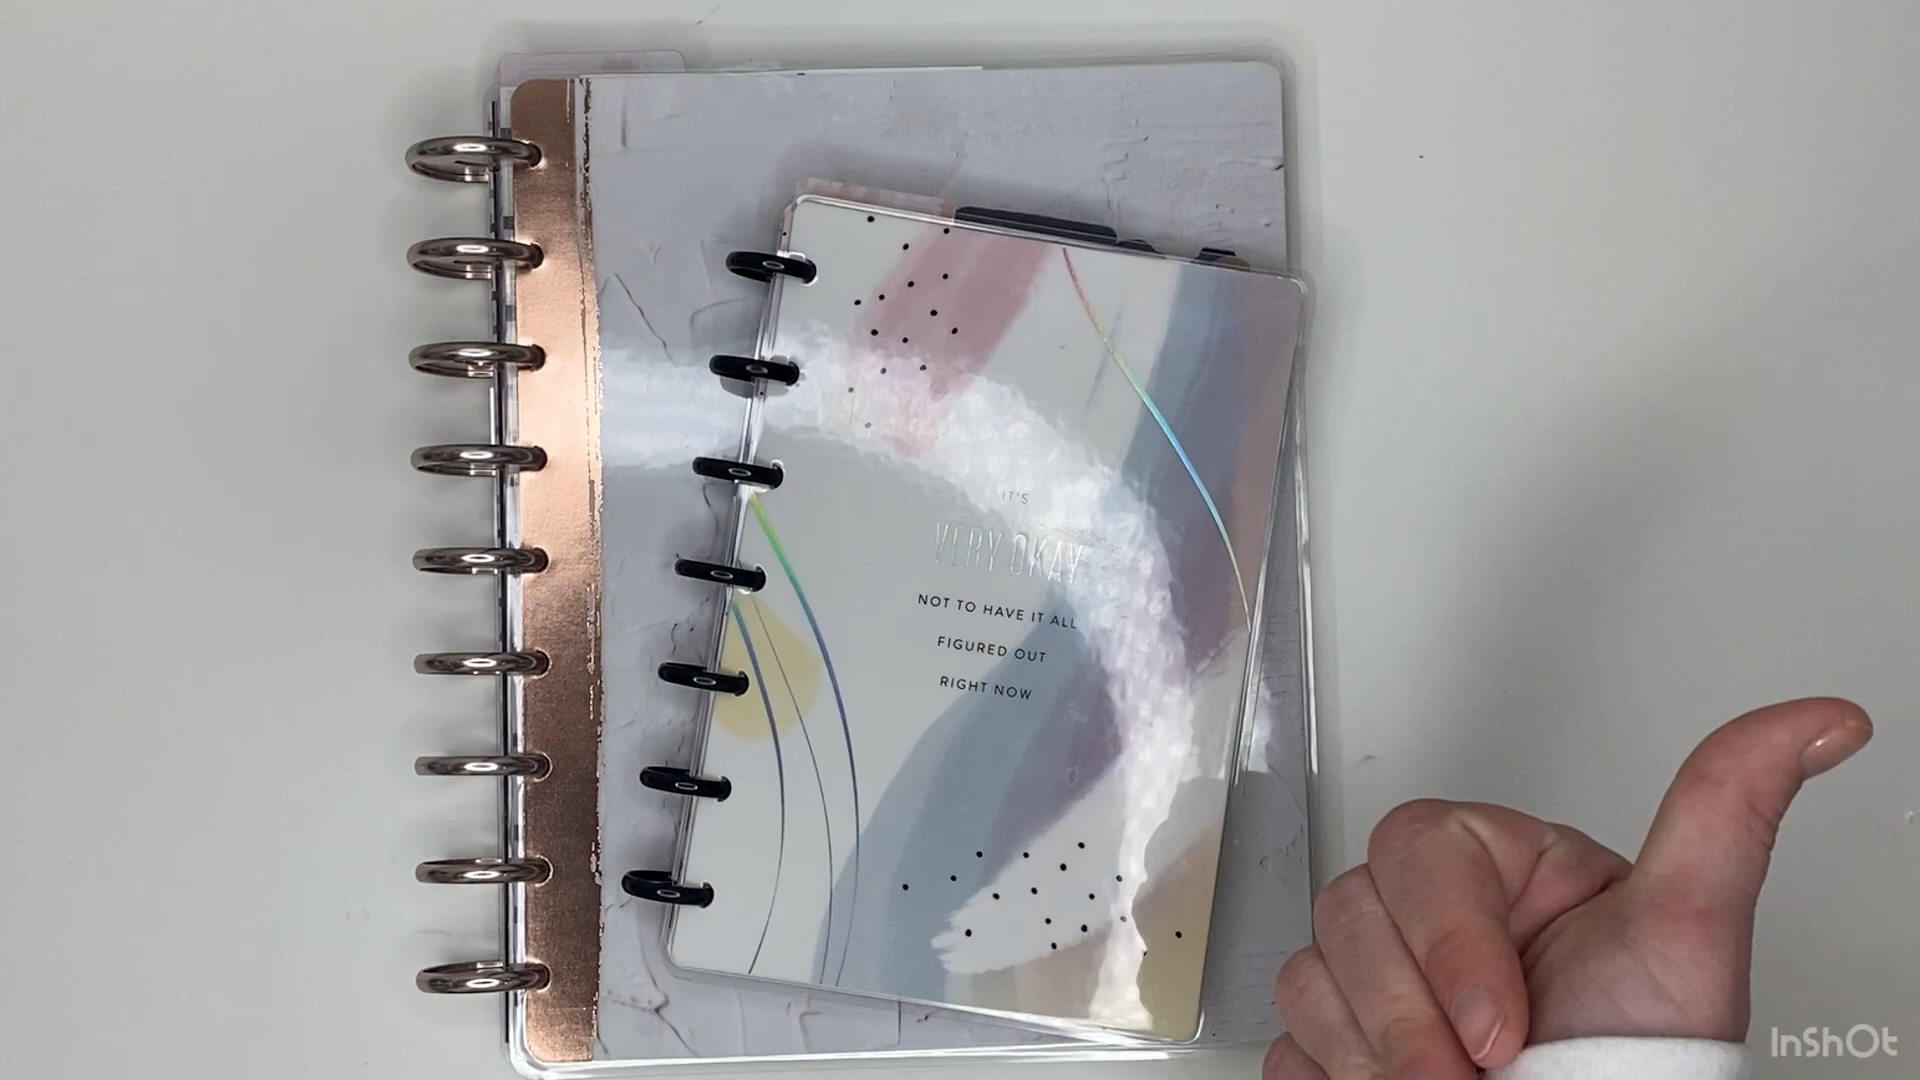 IT'S
VERY OKAY
NOT TO HAVE IT ALL
FIGURED OUT
RIGHT NOW
InShOt